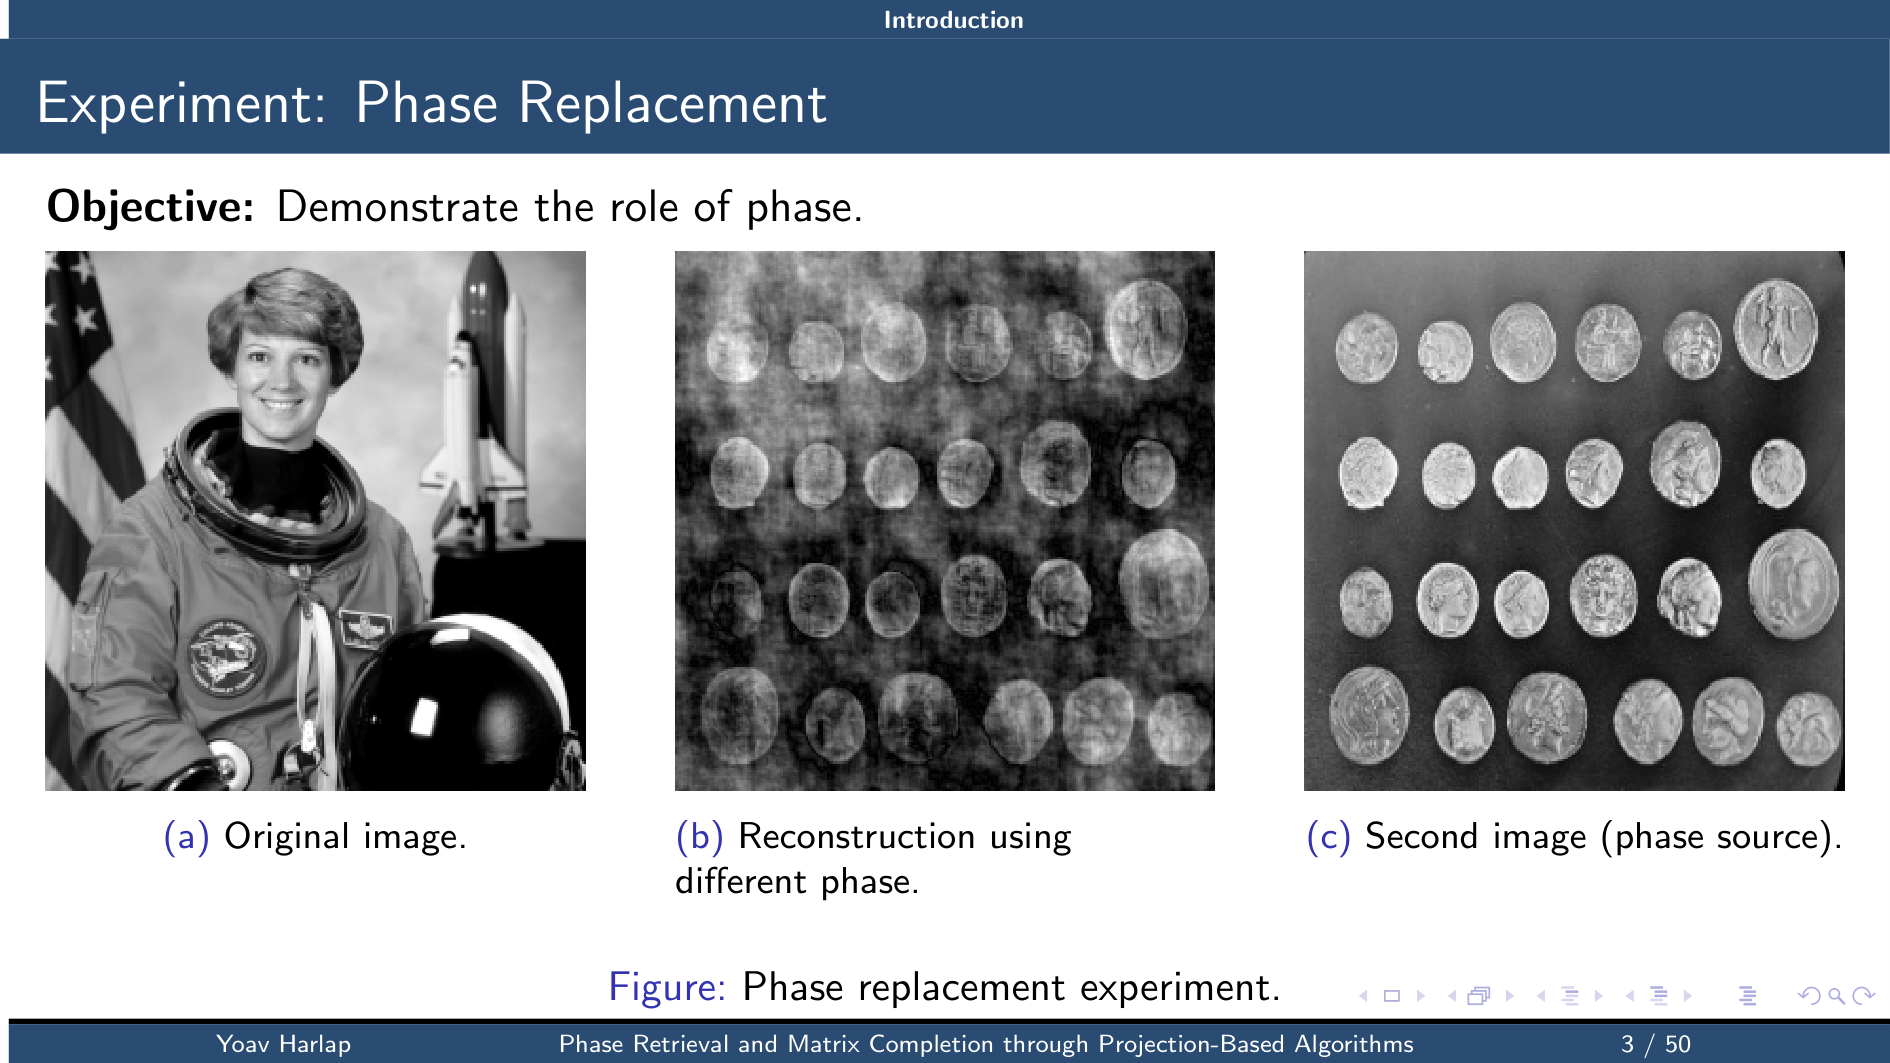 Introduction
Experiment: Phase Replacement
Objective: Demonstrate the role of phase.
(a) Original image.
(b) Reconstruction using
different phase.
(c) Second image (phase source).
Figure: Phase replacement experiment.
Yoav Harlap
Phase Retrieval and Matrix Completion through Projection-Based Algorithms
3 / 50